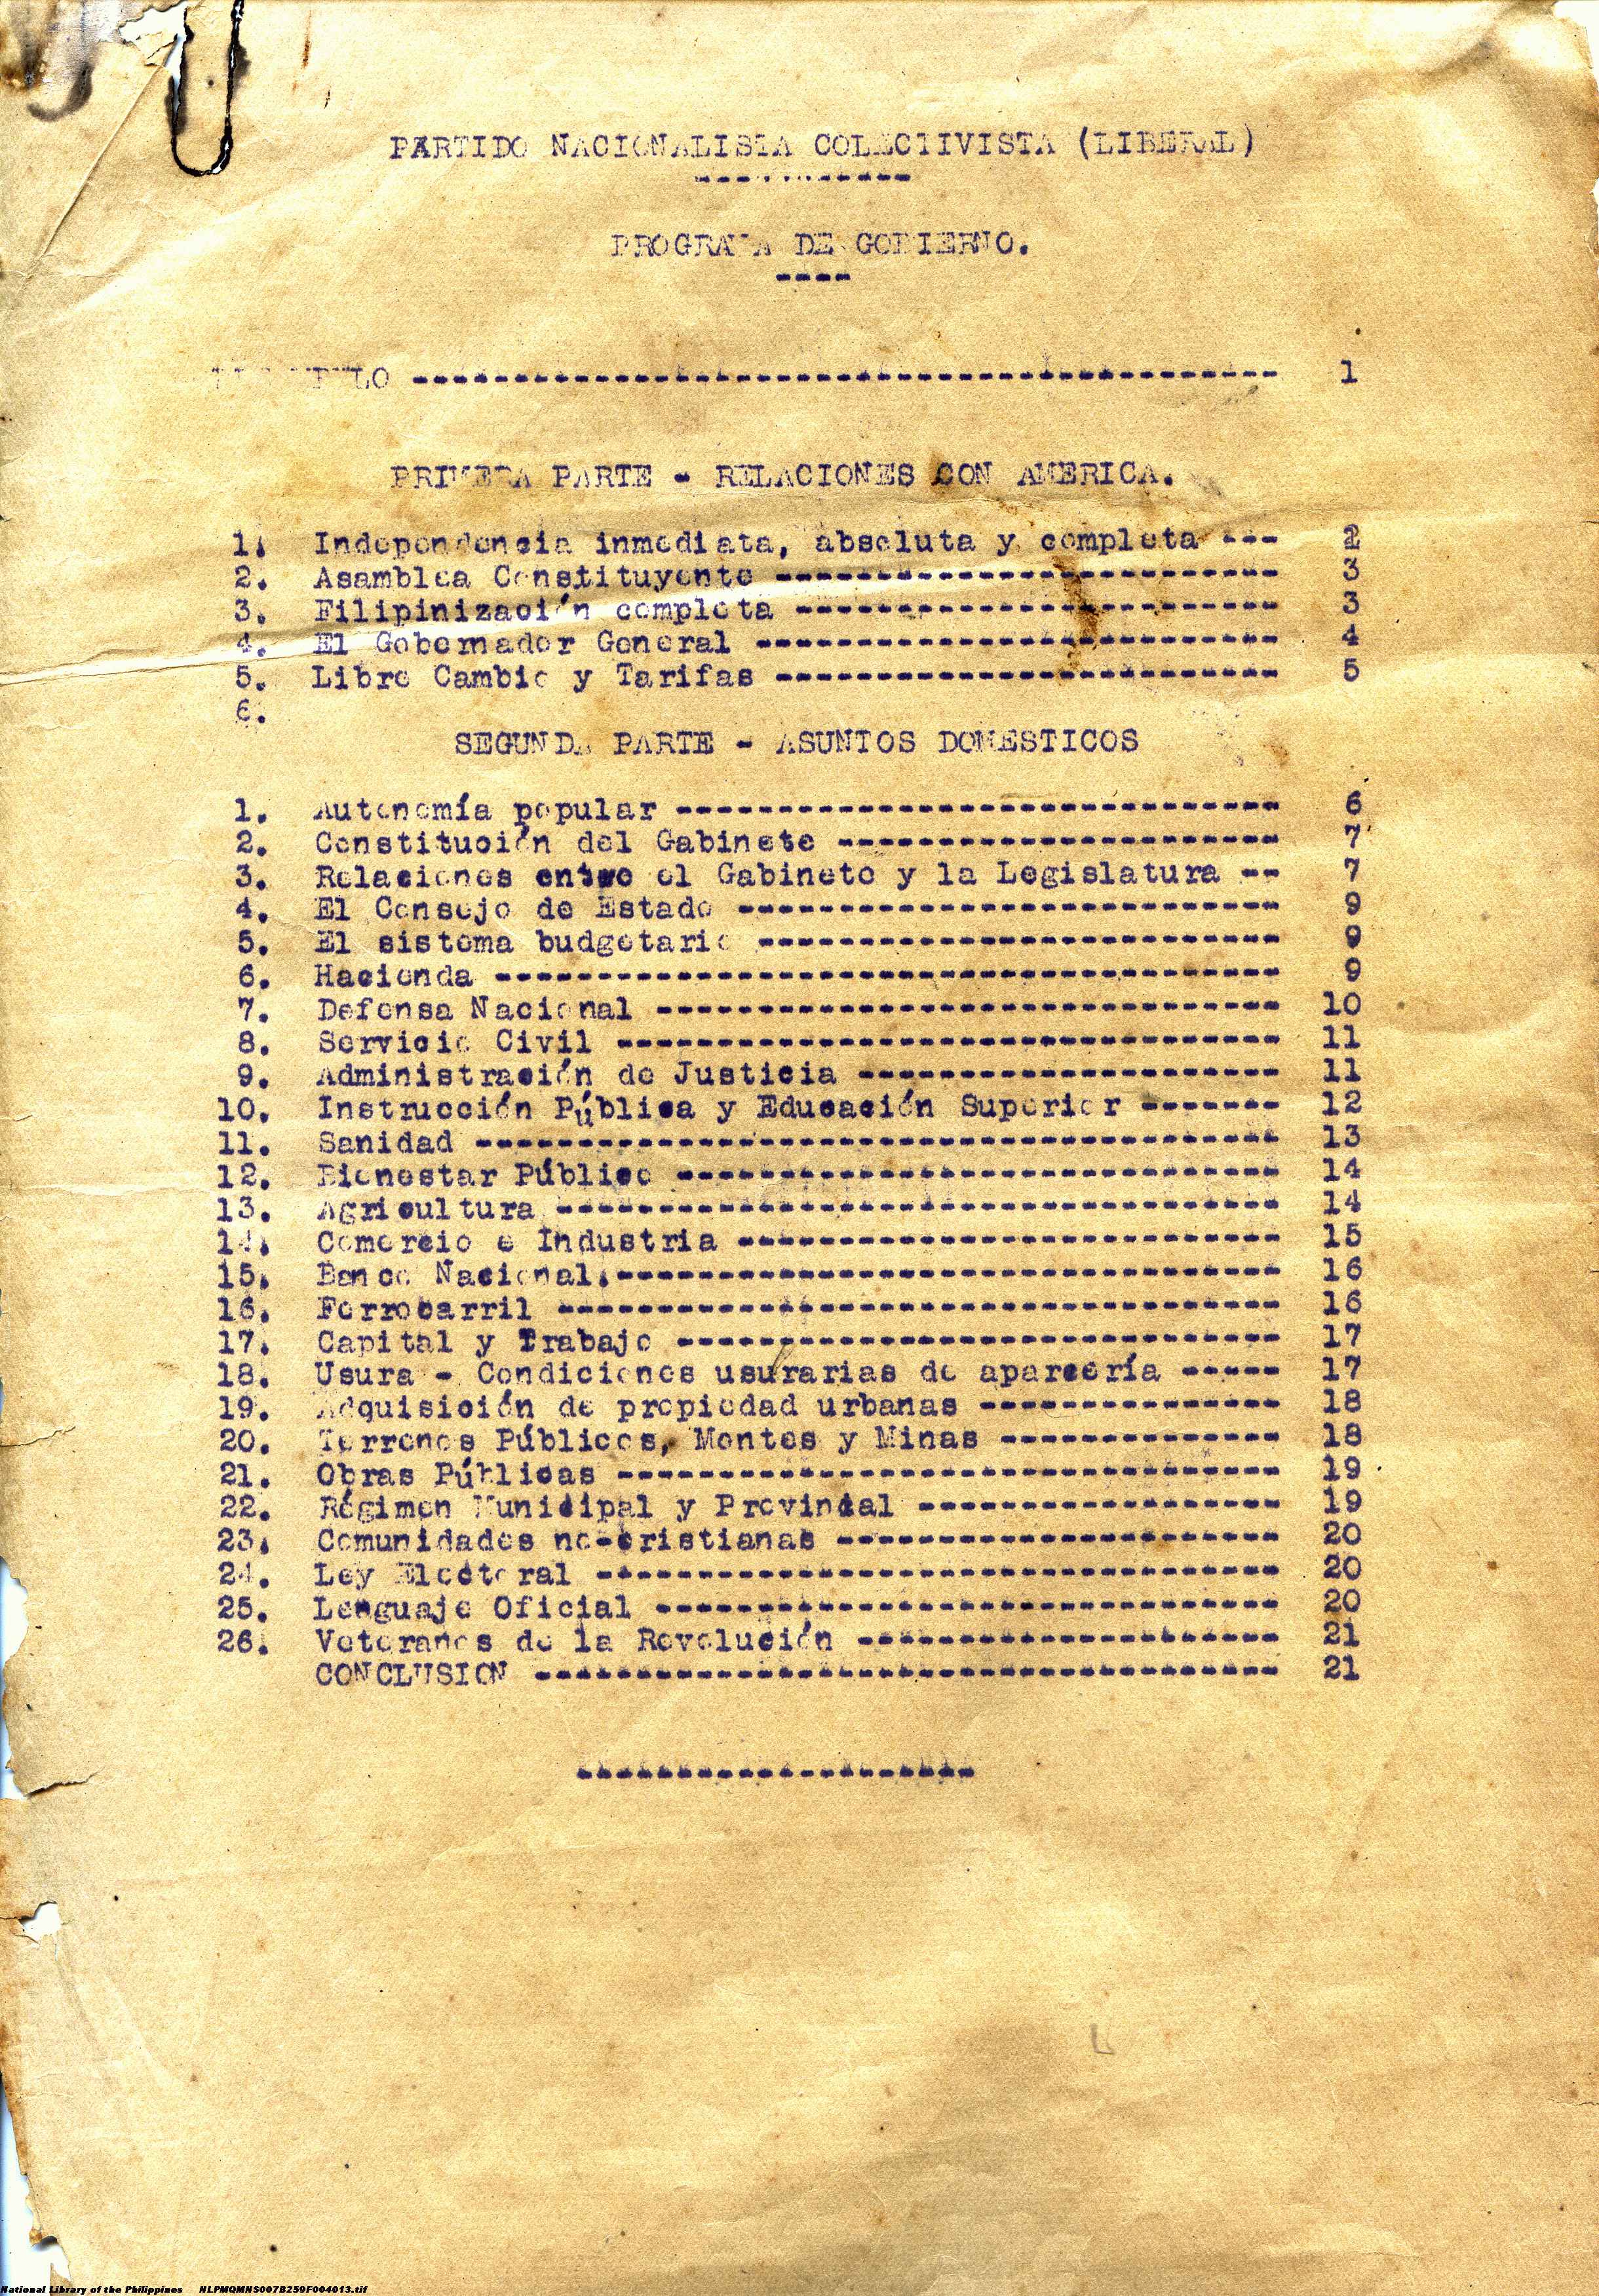 PARTIDO NACIONALISTA COLECTIVISTA (LIBERAL)
PROGRAMA DE GOBIERNO.
1
PRIMERA PARTE - RELACIONES CON AMERICA.
1. Independencia inmediata, absoluta y completa --- 2
2. Asamblea Constituyente ------------------------- 3
3. Filipinización completa ------------------------ 3
4. El Gobernador General -------------------------- 4
5. Libre Cambio y Tarifas ------------------------- 5
6.
SEGUNDA PARTE - ASUNTOS DOMESTICOS
1. Autonomía popular ------------------------------ 6
2. Constitución del Gabinete ---------------------- 7
3. Relaciones entre el Gabinete y la Legislatura -- 7
4. El Consejo de Estado --------------------------- 9
5. El sistema budgetario -------------------------- 9
6. Hacienda --------------------------------------- 9
7. Defensa Nacional ------------------------------- 10
8. Servicio Civil --------------------------------- 11
9. Administración de Justicia --------------------- 11
10. Instrucción Pública y Educación Superior ------- 12
11. Sanidad ---------------------------------------- 13
12. Bienestar Público ------------------------------ 14
13. Agricultura ------------------------------------ 14
14. Comercio e Industria --------------------------- 15
15. Banco Nacional.--------------------------------- 16
16. Ferrocarril ------------------------------------ 16
17. Capital y Trabajo ------------------------------ 17
18. Usura - Condiciones usurarias de aparcería ----- 17
19. Adquisición de propiedad urbanas --------------- 18
20. Terrenos Públicos, Montes y Minas -------------- 18
21. Obras Públicas --------------------------------- 19
22. Régimen Municipal y Provincial ------------------ 19
23. Comunidades no-cristianas ---------------------- 20
24. Ley Electoral ---------------------------------- 20
25. Lenguaje Oficial ------------------------------- 20
26. Veteranos de la Revolución --------------------- 21
CONCLUSION ------------------------------------- 21
National Library of the Philippines NLPMQMNS007B259F004013.tif